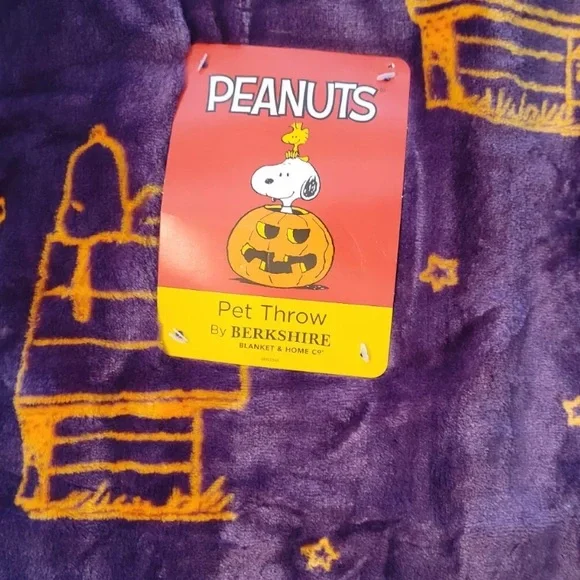 PEANUTS
Pet Throw
By BERKSHIRE
BLANKET & HOME Cº